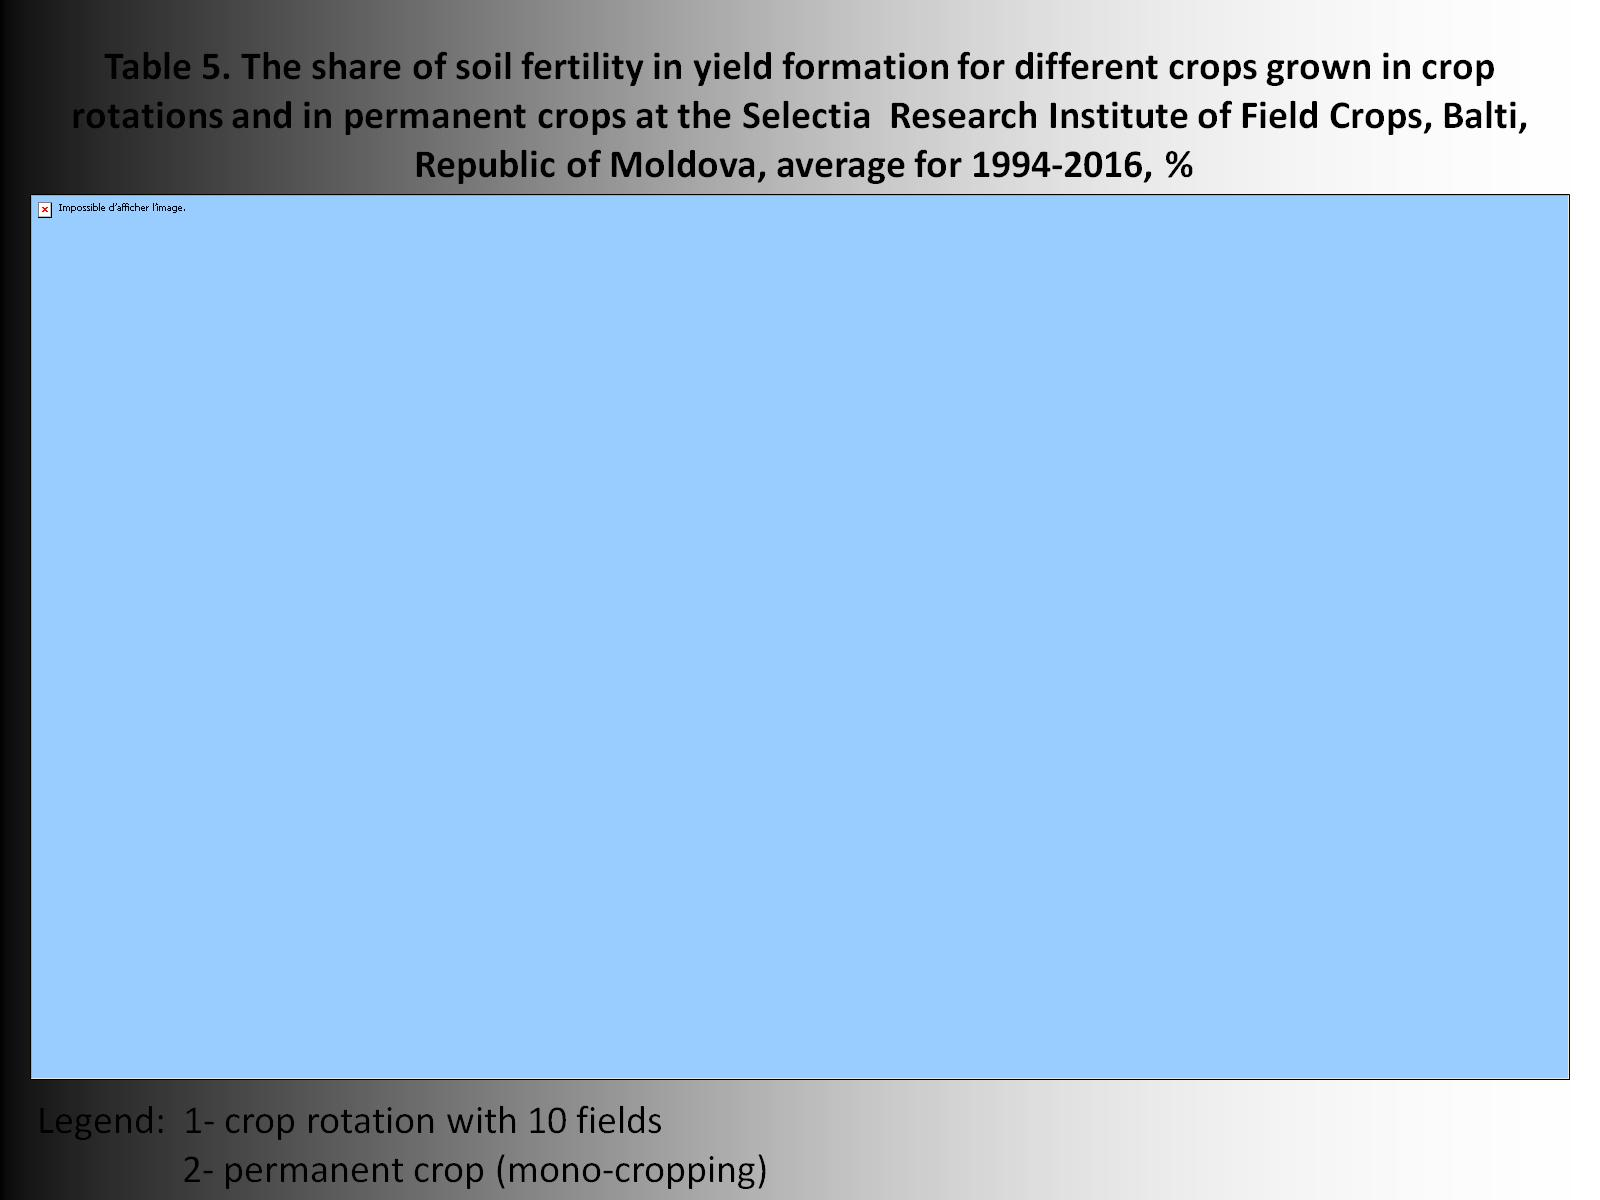 Table 5. The share of soil fertility in yield formation for different crops grown in crop
rotations and in permanent crops at the Selectia  Research Institute of Field Crops, Balti,
Republic of Moldova, average for 1994-2016, %
Impossible d'afficher l'image.
Legend:  1- crop rotation with 10 fields
2- permanent crop (mono-cropping)